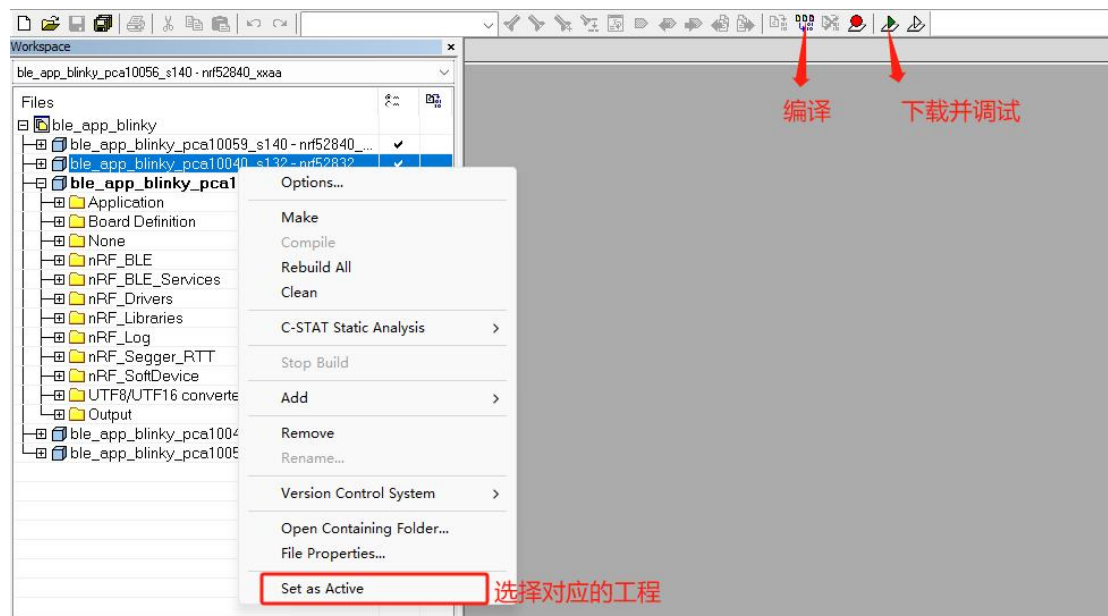 Workspace
ble_app_blinky_pca10056_s140 - nrf52840_xxaa
Files
ble_app_blinky
ble_app_blinky_pca10059_s140 - nrf52840_...
ble_app_blinky_pca10040_s132 - nrf52832
ble_app_blinky_pca1
Application
Board Definition
None
nRF_BLE
nRF_BLE_Services
nRF_Drivers
nRF_Libraries
nRF_Log
nRF_Segger_RTT
nRF_SoftDevice
UTF8/UTF16 converte
Output
ble_app_blinky_pca1004
ble_app_blinky_pca1005
Options...
Make
Compile
Rebuild All
Clean
C-STAT Static Analysis
Stop Build
Add
Remove
Rename...
Version Control System
Open Containing Folder...
File Properties...
Set as Active
选择对应的工程
编译
下载并调试